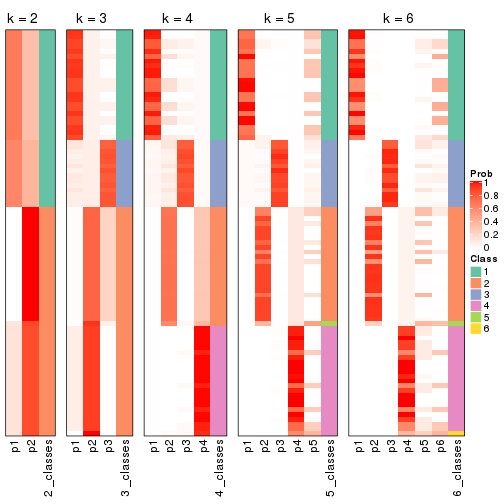 k = 2
k = 3
k = 4
k = 5
k = 6
p1
p2
2_classes
p1
p2
p3
3_classes
p1
p2
p3
p4
4_classes
p1
p2
p3
p4
p5
5_classes
p1
p2
p3
p4
p5
p6
6_classes
Prob
1
0.8
0.6
0.4
0.2
0
Class
1
2
3
4
5
6